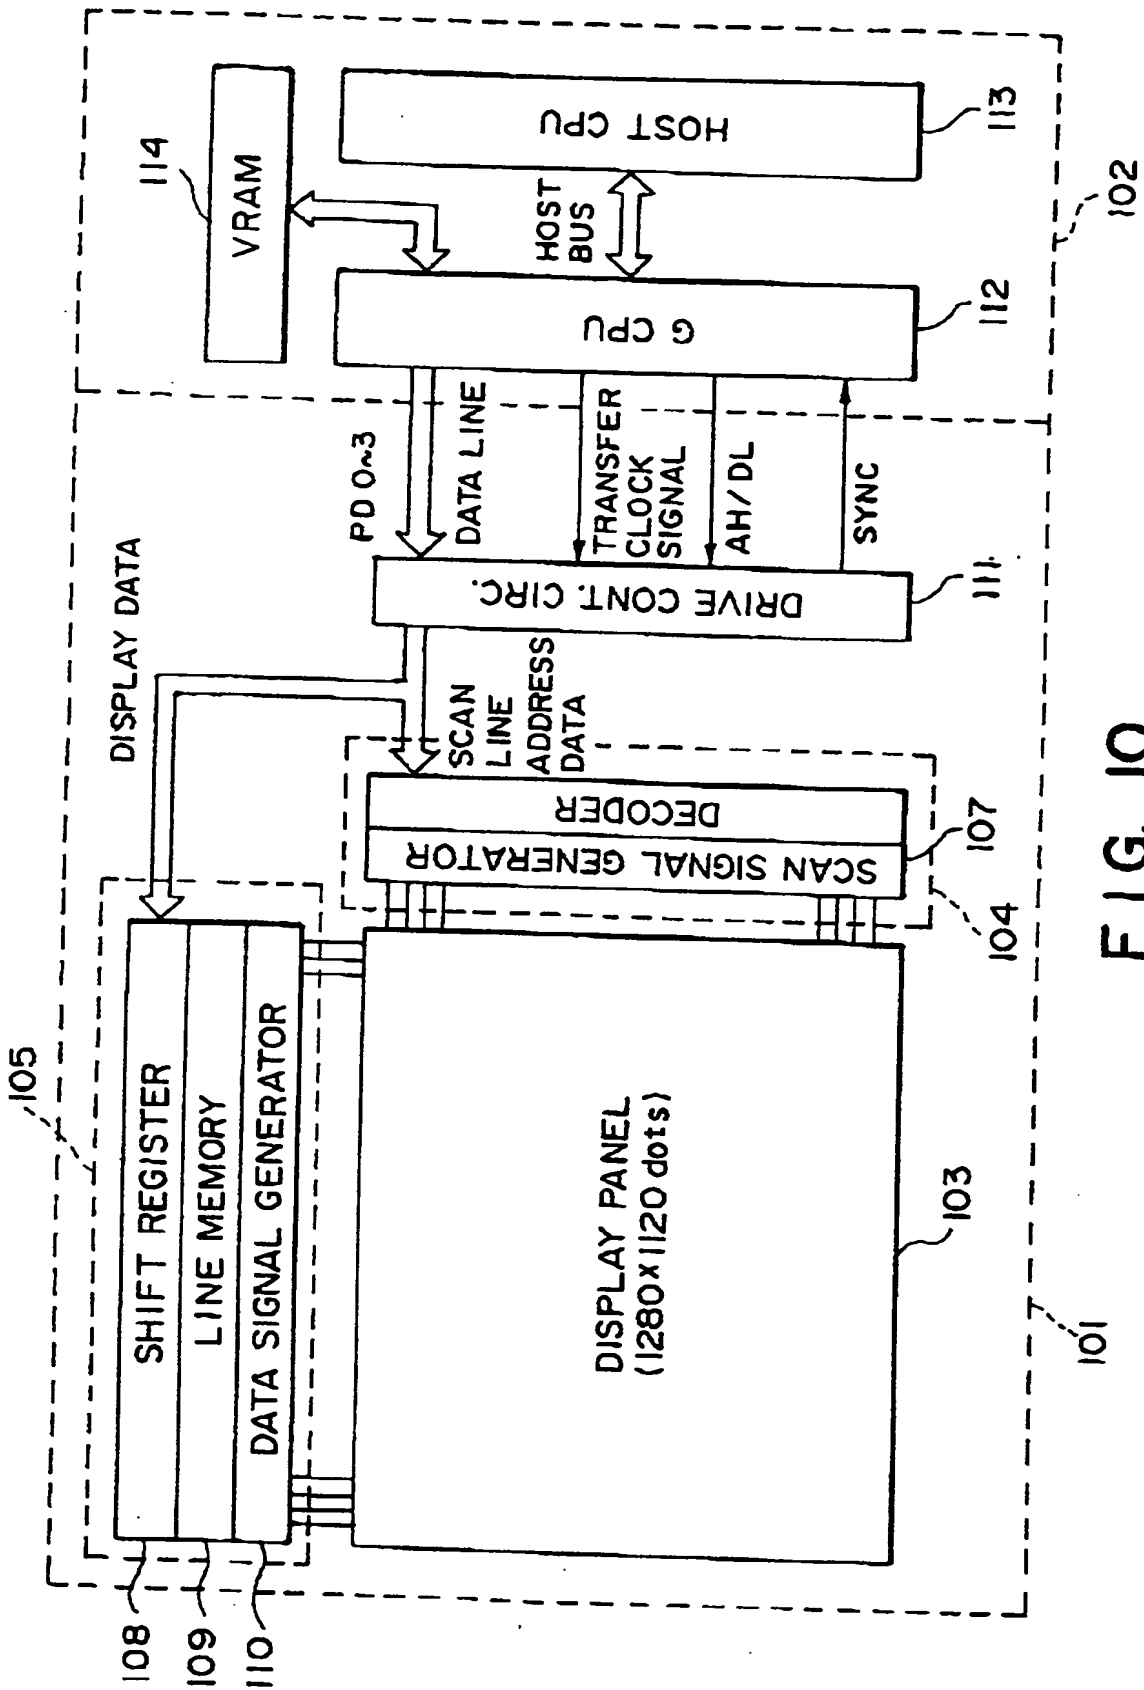 105
108
109
110
SHIFT REGISTER
LINE MEMORY
DATA SIGNAL GENERATOR
DISPLAY DATA
114
VRAM
DISPLAY PANEL
(1280×1120 dots)
103
SCAN SIGNAL GENERATOR
DECODER
107
104
SCAN
LINE
ADDRESS
DATA
DRIVE CONT. CIRC.
111
PD 0~3
DATA LINE
TRANSFER
CLOCK
SIGNAL
AH/DL
SYNC
G CPU
112
HOST
BUS
HOST CPU
113
101
102
FIG. 10